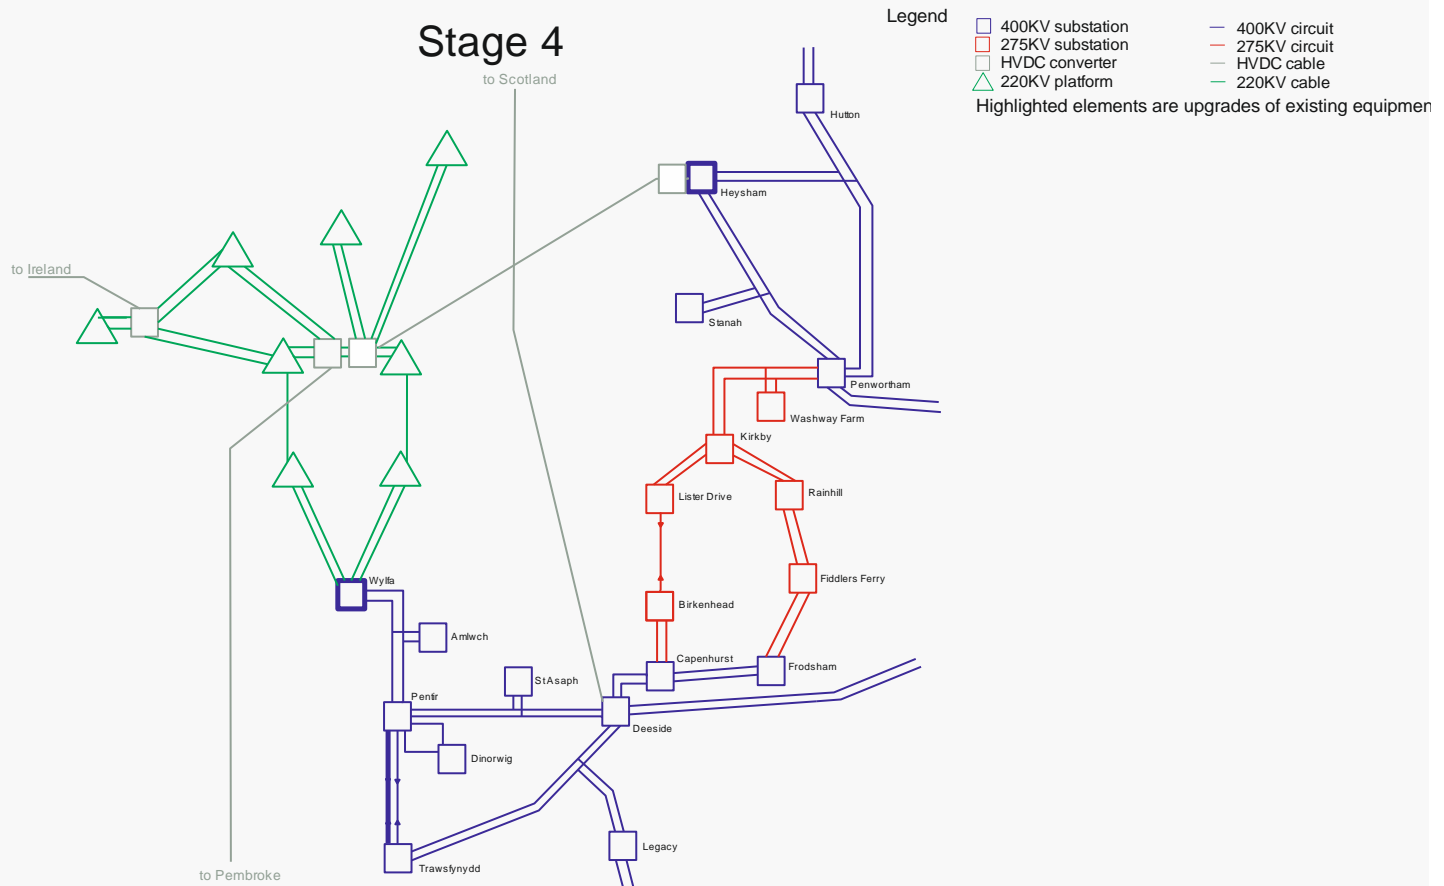 Stage 4
Legend
400KV substation
275KV substation
HVDC converter
220KV platform
400KV circuit
275KV circuit
HVDC cable
220KV cable
Highlighted elements are upgrades of existing equipmen
to Scotland
Hutton
Heysham
to Ireland
Stanah
Penwortham
Washway Farm
Kirkby
Lister Drive
Rainhill
Fiddlers Ferry
Wylfa
Birkenhead
Amlwch
Capenhurst
Frodsham
St Asaph
Pentir
Deeside
Dinorwig
Legacy
Trawsfynydd
to Pembroke